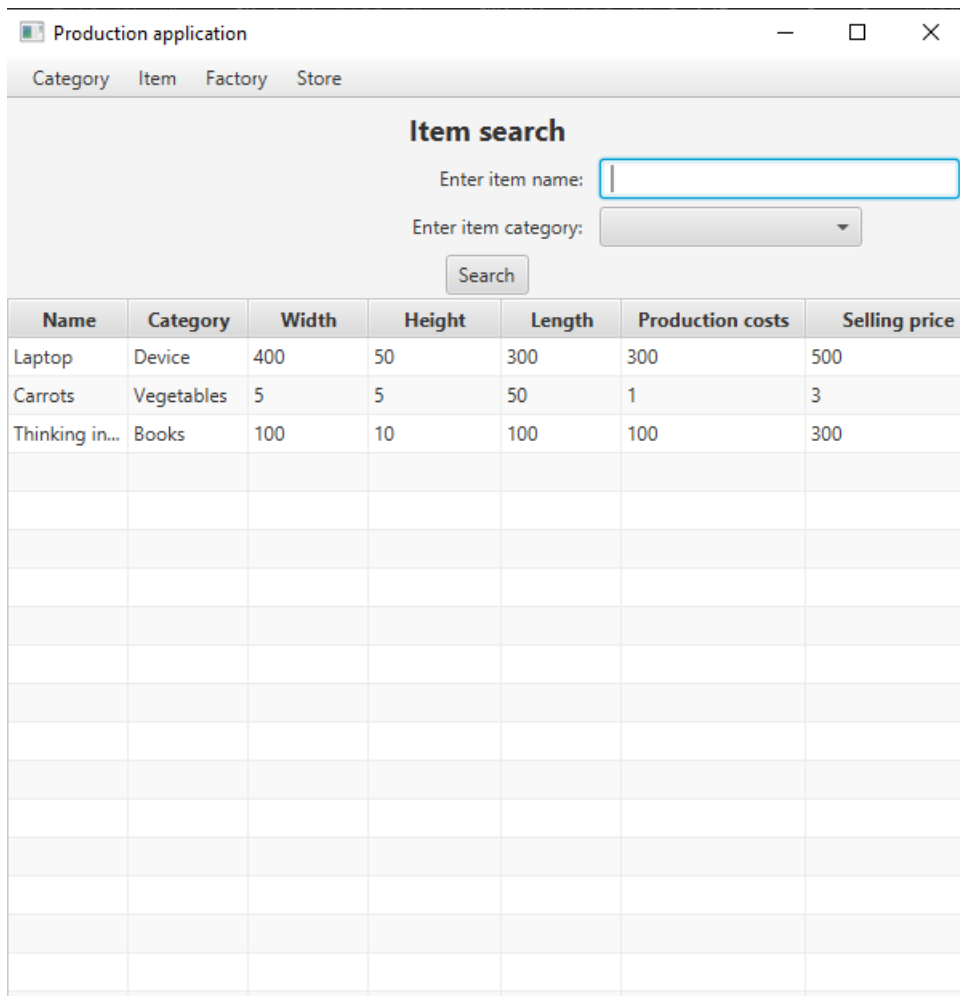 Production application
Category Item Factory Store
Item search
Enter item name:
Enter item category:
Search
Name Category Width Height Length Production costs Selling price
Laptop Device 400 50 300 300 500
Carrots Vegetables 5 5 50 1 3
Thinking in... Books 100 10 100 100 300